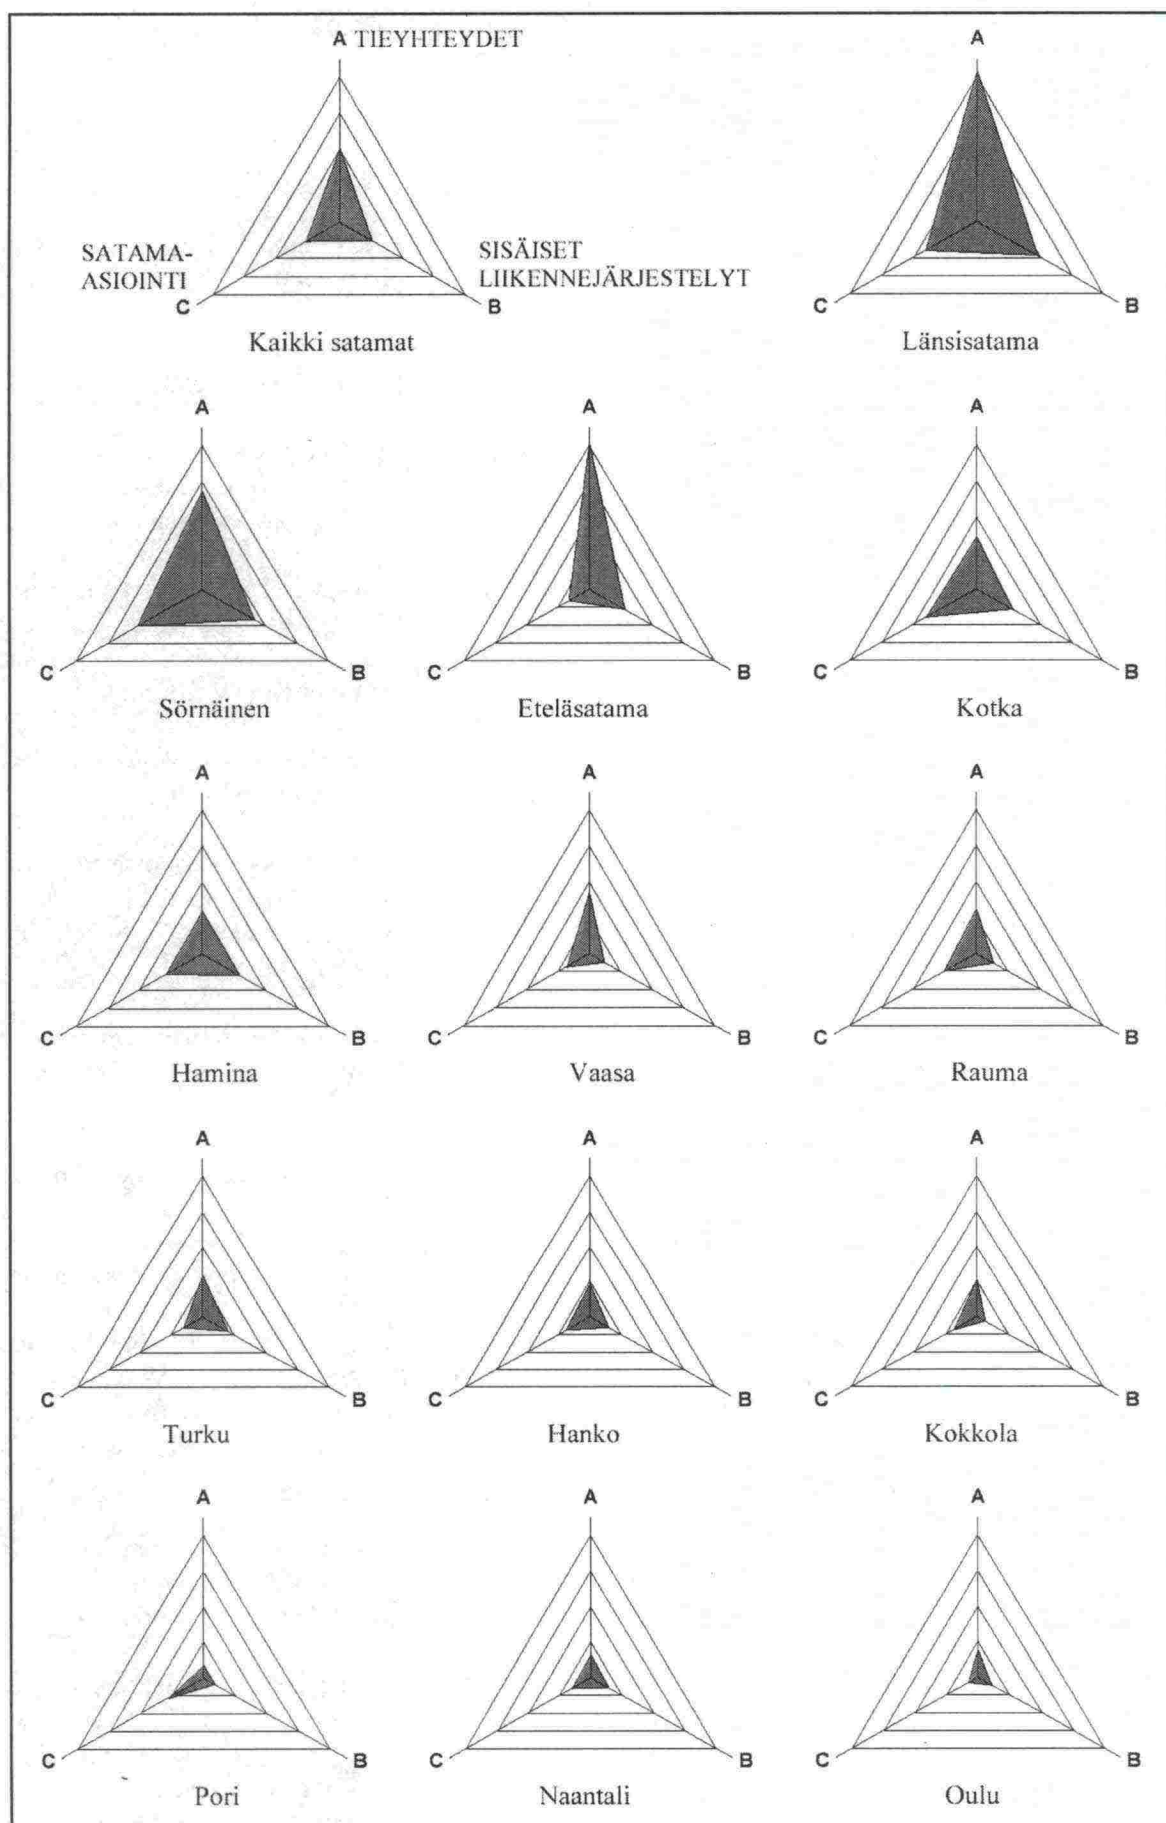 A TIEYHTEYDET
A
SATAMA-
ASIOINTI
SISÄISET
LIIKENNEJÄRJESTELYT
C
B
C
B
Kaikki satamat
Länsisatama
A
A
A
C
B
C
B
C
B
Sörnäinen
Eteläsatama
Kotka
A
A
A
C
B
C
B
C
B
Hamina
Vaasa
Rauma
A
A
A
C
B
C
B
C
B
Turku
Hanko
Kokkola
A
A
A
C
B
C
B
C
B
Pori
Naantali
Oulu